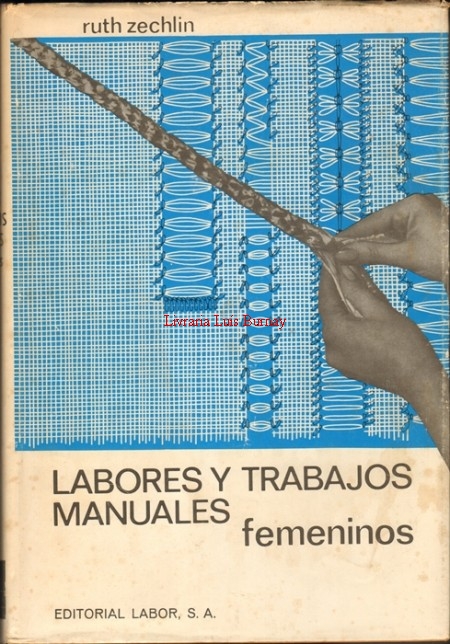 ruth zechlin
Livraria Luis Burnay
LABORES Y TRABAJOS
MANUALES femeninos
EDITORIAL LABOR, S. A.